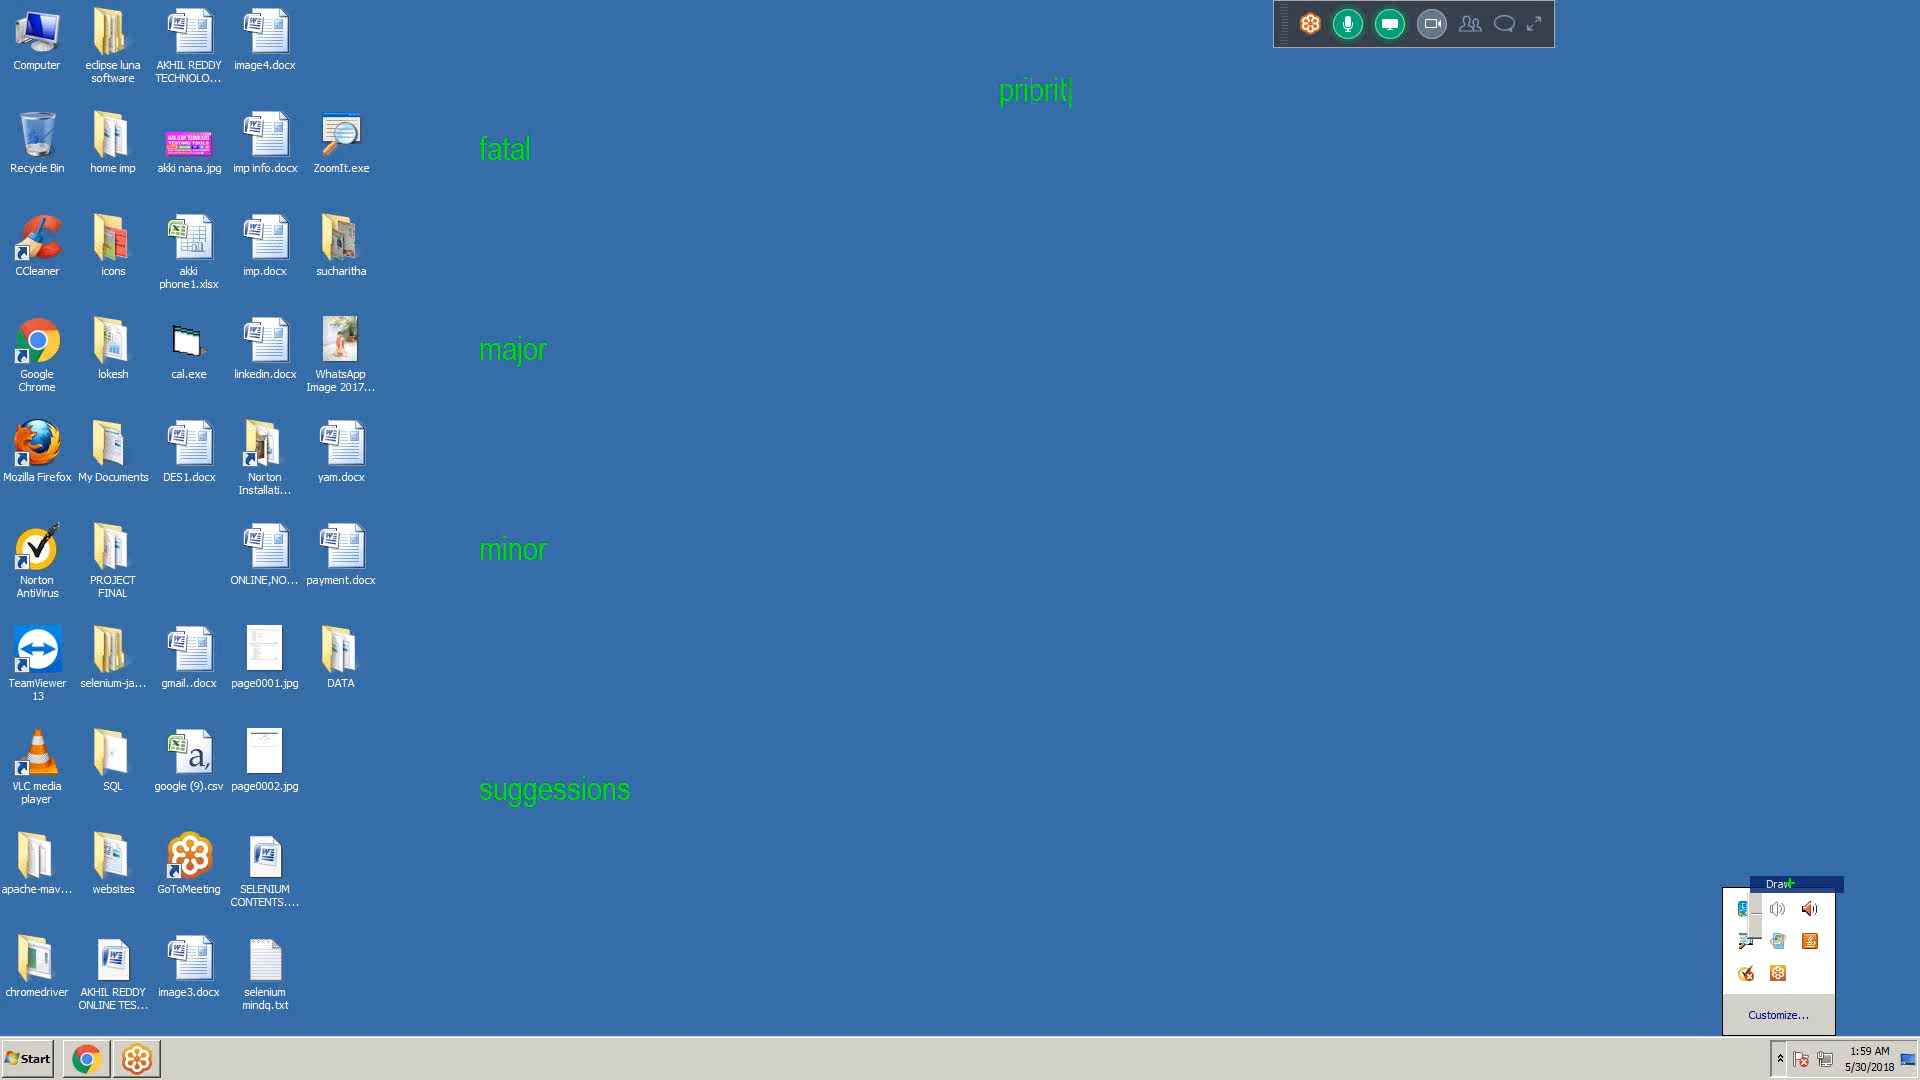 Computer
eclipse luna
software
AKHIL REDDY
TECHNOLO...
image4.docx
pribrit
fatal
Recycle Bin
home imp
akki nana.jpg
imp info.docx
ZoomIt.exe
CCleaner
icons
akki
phone1.xlsx
imp.docx
sucharitha
major
Google
Chrome
lokesh
cal.exe
linkedin.docx
WhatsApp
Image 2017...
Mozilla Firefox
My Documents
DES1.docx
Norton
Installati...
yam.docx
minor
Norton
AntiVirus
PROJECT
FINAL
ONLINE,NO...
payment.docx
TeamViewer
13
selenium-ja...
gmail..docx
page0001.jpg
DATA
VLC media
player
SQL
google (9).csv
page0002.jpg
suggessions
apache-mav...
websites
GoToMeeting
SELENIUM
CONTENTS....
Draw
chromedriver
AKHIL REDDY
ONLINE TES...
image3.docx
selenium
mindq.txt
Customize...
Start
1:59 AM
5/30/2018